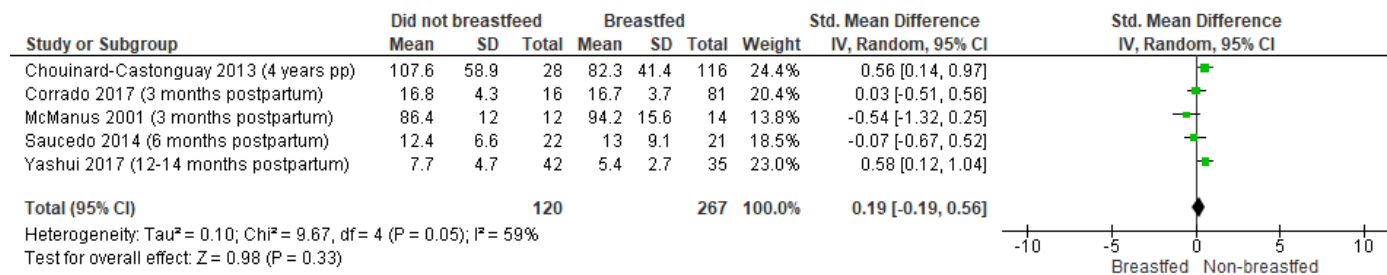 Did not breastfeed Breastfed Std. Mean Difference Std. Mean Difference
Study or Subgroup Mean SD Total Mean SD Total Weight IV, Random, 95% CI IV, Random, 95% CI
Chouinard-Castonguay 2013 (4 years pp) 107.6 58.9 28 82.3 41.4 116 24.4% 0.56 [0.14, 0.97]
Corrado 2017 (3 months postpartum) 16.8 4.3 16 16.7 3.7 81 20.4% 0.03 [-0.51, 0.56]
McManus 2001 (3 months postpartum) 86.4 12 12 94.2 15.6 14 13.8% -0.54 [-1.32, 0.25]
Saucedo 2014 (6 months postpartum) 12.4 6.6 22 13 9.1 21 18.5% -0.07 [-0.67, 0.52]
Yashui 2017 (12-14 months postpartum) 7.7 4.7 42 5.4 2.7 35 23.0% 0.58 [0.12, 1.04]
Total (95% CI) 120 267 100.0% 0.19 [-0.19, 0.56]
Heterogeneity: Tau² = 0.10; Chi² = 9.67, df = 4 (P = 0.05); I² = 59%
Test for overall effect: Z = 0.98 (P = 0.33)
-10 -5 0 5 10
Breastfed Non-breastfed